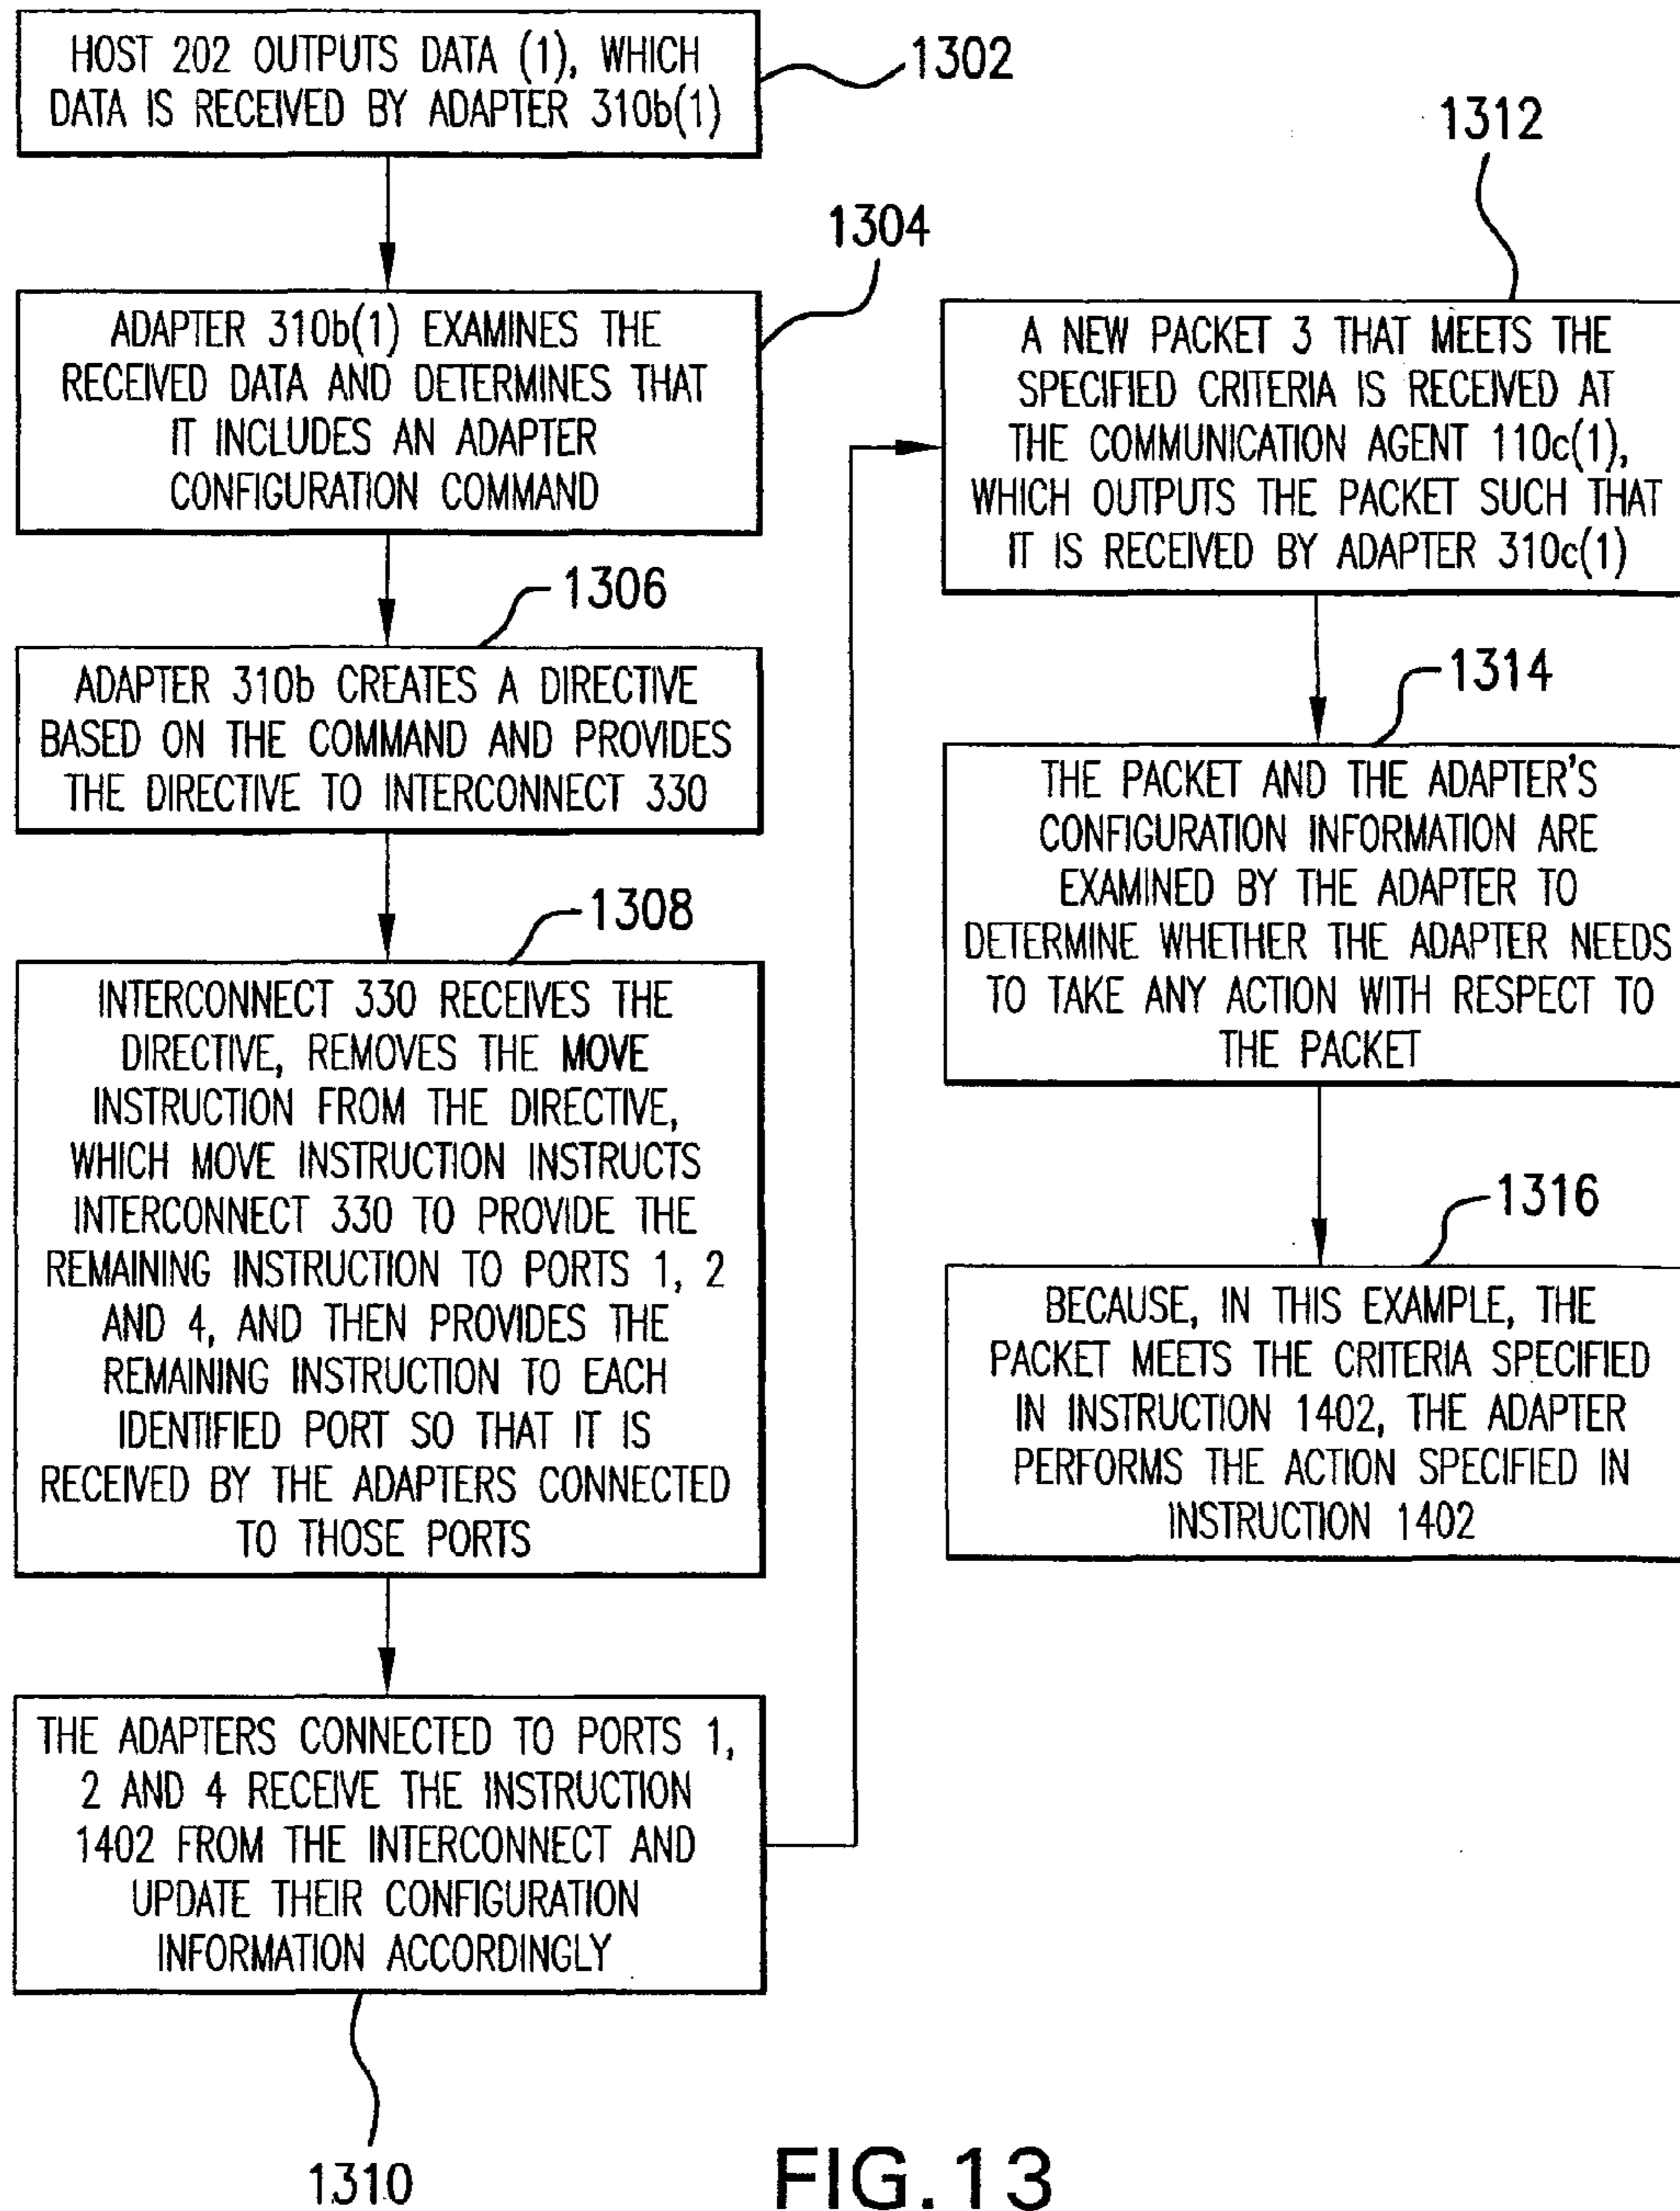 HOST 202 OUTPUTS DATA (1), WHICH
DATA IS RECEIVED BY ADAPTER 310b(1)
1302
1304
ADAPTER 310b(1) EXAMINES THE
RECEIVED DATA AND DETERMINES THAT
IT INCLUDES AN ADAPTER
CONFIGURATION COMMAND
1306
ADAPTER 310b CREATES A DIRECTIVE
BASED ON THE COMMAND AND PROVIDES
THE DIRECTIVE TO INTERCONNECT 330
1308
INTERCONNECT 330 RECEIVES THE
DIRECTIVE, REMOVES THE MOVE
INSTRUCTION FROM THE DIRECTIVE,
WHICH MOVE INSTRUCTION INSTRUCTS
INTERCONNECT 330 TO PROVIDE THE
REMAINING INSTRUCTION TO PORTS 1, 2
AND 4, AND THEN PROVIDES THE
REMAINING INSTRUCTION TO EACH
IDENTIFIED PORT SO THAT IT IS
RECEIVED BY THE ADAPTERS CONNECTED
TO THOSE PORTS
THE ADAPTERS CONNECTED TO PORTS 1,
2 AND 4 RECEIVE THE INSTRUCTION
1402 FROM THE INTERCONNECT AND
UPDATE THEIR CONFIGURATION
INFORMATION ACCORDINGLY
1310
1312
A NEW PACKET 3 THAT MEETS THE
SPECIFIED CRITERIA IS RECEIVED AT
THE COMMUNICATION AGENT 110c(1),
WHICH OUTPUTS THE PACKET SUCH THAT
IT IS RECEIVED BY ADAPTER 310c(1)
1314
THE PACKET AND THE ADAPTER'S
CONFIGURATION INFORMATION ARE
EXAMINED BY THE ADAPTER TO
DETERMINE WHETHER THE ADAPTER NEEDS
TO TAKE ANY ACTION WITH RESPECT TO
THE PACKET
1316
BECAUSE, IN THIS EXAMPLE, THE
PACKET MEETS THE CRITERIA SPECIFIED
IN INSTRUCTION 1402, THE ADAPTER
PERFORMS THE ACTION SPECIFIED IN
INSTRUCTION 1402
FIG.13